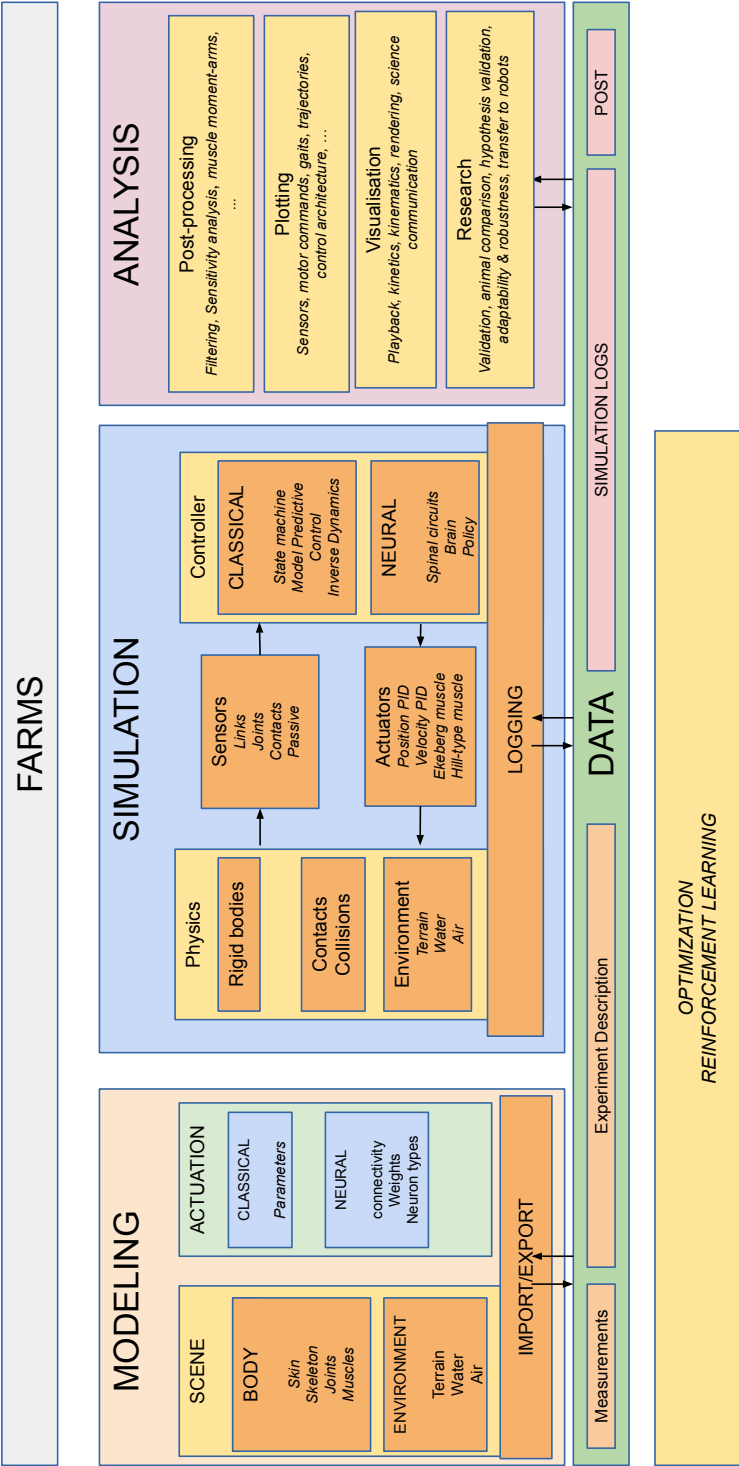 FARMS
MODELING
SCENE
BODY
Skin
Skeleton
Joints
Muscles
ENVIRONMENT
Terrain
Water
Air
ACTUATION
CLASSICAL
Parameters
NEURAL
connectivity
Weights
Neuron types
IMPORT/EXPORT
SIMULATION
Physics
Rigid bodies
Contacts
Collisions
Environment
Terrain
Water
Air
Sensors
Links
Joints
Contacts
Passive
Actuators
Position PID
Velocity PID
Ekeberg muscle
Hill-type muscle
Controller
CLASSICAL
State machine
Model Predictive
Control
Inverse Dynamics
NEURAL
Spinal circuits
Brain
Policy
LOGGING
ANALYSIS
Post-processing
Filtering, Sensitivity analysis, muscle moment-arms,
...
Plotting
Sensors, motor commands, gaits, trajectories,
control architecture, ...
Visualisation
Playback, kinetics, kinematics, rendering, science
communication
Research
Validation, animal comparison, hypothesis validation,
adaptability & robustness, transfer to robots
Measurements
Experiment Description
DATA
SIMULATION LOGS
POST
OPTIMIZATION
REINFORCEMENT LEARNING